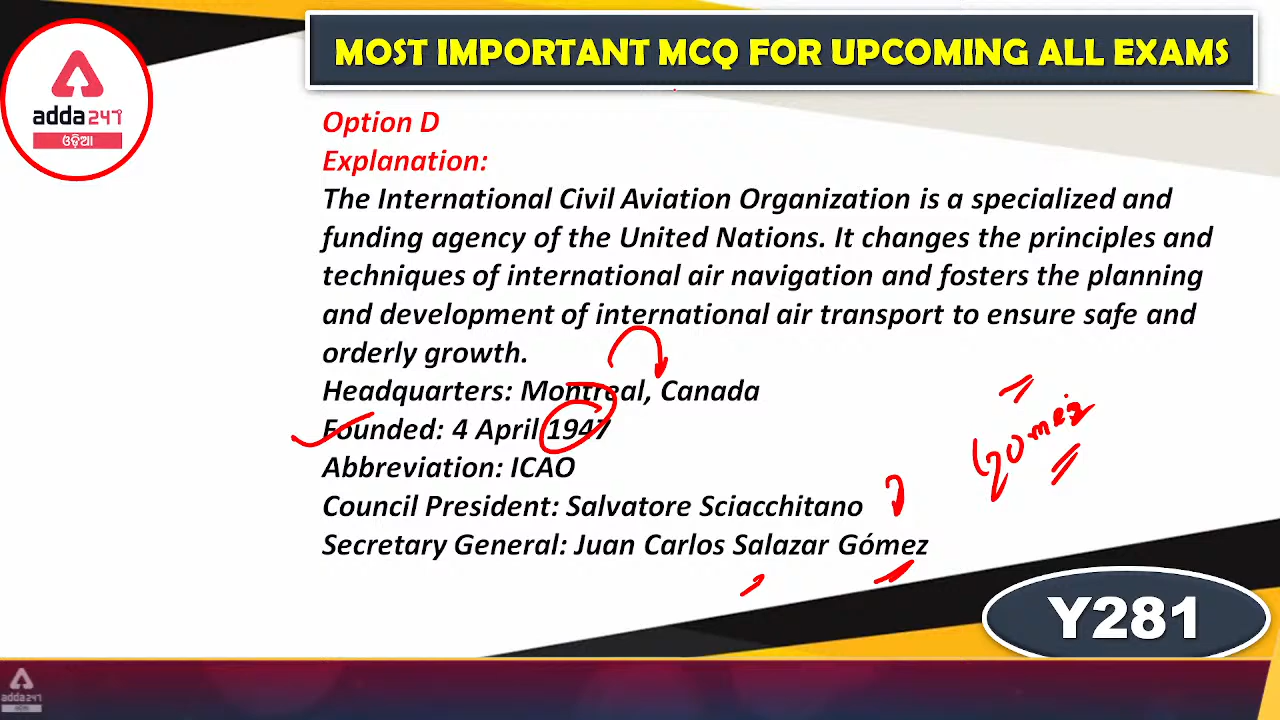 MOST IMPORTANT MCQ FOR UPCOMING ALL EXAMS
adda247
ଓଡ଼ିଆ
Option D
Explanation:
The International Civil Aviation Organization is a specialized and
funding agency of the United Nations. It changes the principles and
techniques of international air navigation and fosters the planning
and development of international air transport to ensure safe and
orderly growth.
Headquarters: Montreal, Canada
Founded: 4 April 1947
Abbreviation: ICAO
Council President: Salvatore Sciacchitano
Secretary General: Juan Carlos Salazar Gómez
Gomez
Y281
adda247